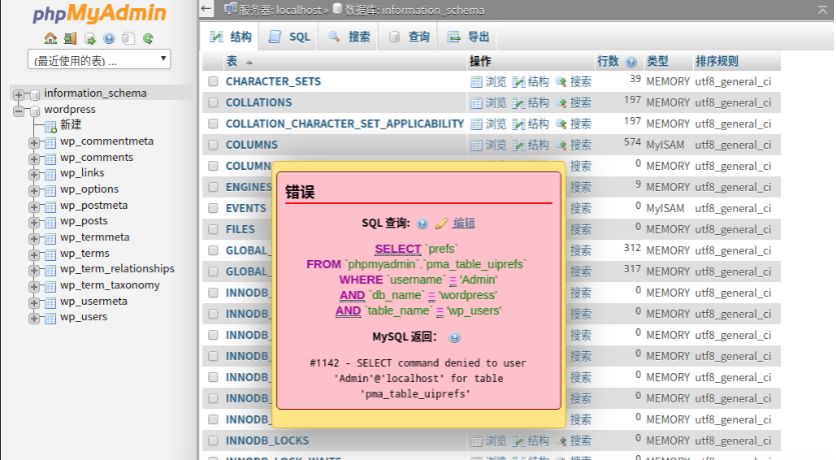 phpMyAdmin
(最近使用的表) ...
information_schema
wordpress
新建
wp_commentmeta
wp_comments
wp_links
wp_options
wp_postmeta
wp_posts
wp_termmeta
wp_terms
wp_term_relationships
wp_term_taxonomy
wp_usermeta
wp_users
服务器: localhost » 数据库: information_schema
结构 SQL 搜索 查询 导出
表 操作 行数 类型 排序规则
CHARACTER_SETS 浏览 结构 搜索 39 MEMORY utf8_general_ci
COLLATIONS 浏览 结构 搜索 197 MEMORY utf8_general_ci
COLLATION_CHARACTER_SET_APPLICABILITY 浏览 结构 搜索 197 MEMORY utf8_general_ci
COLUMNS 浏览 结构 搜索 574 MyISAM utf8_general_ci
COLUMN 搜索 0 MEMORY utf8_general_ci
ENGINES 搜索 9 MEMORY utf8_general_ci
EVENTS 搜索 0 MyISAM utf8_general_ci
FILES 搜索 0 MEMORY utf8_general_ci
GLOBAL_ 搜索 312 MEMORY utf8_general_ci
GLOBAL_ 搜索 317 MEMORY utf8_general_ci
INNODB_ 搜索 0 MEMORY utf8_general_ci
INNODB_ 搜索 0 MEMORY utf8_general_ci
INNODB_ 搜索 0 MEMORY utf8_general_ci
INNODB_ 搜索 0 MEMORY utf8_general_ci
INNODB_ 搜索 0 MEMORY utf8_general_ci
INNODB_ 搜索 0 MEMORY utf8_general_ci
INNODB_LOCKS 浏览 结构 搜索 0 MEMORY utf8_general_ci
INNODB_LOCK_WAITS 浏览 结构 搜索 0 MEMORY utf8_general_ci
错误
SQL 查询: 编辑
SELECT `prefs`
FROM `phpmyadmin`.`pma_table_uiprefs`
WHERE `username` = 'Admin'
AND `db_name` = 'wordpress'
AND `table_name` = 'wp_users'
MySQL 返回:
#1142 - SELECT command denied to user
'Admin'@'localhost' for table
'pma_table_uiprefs'